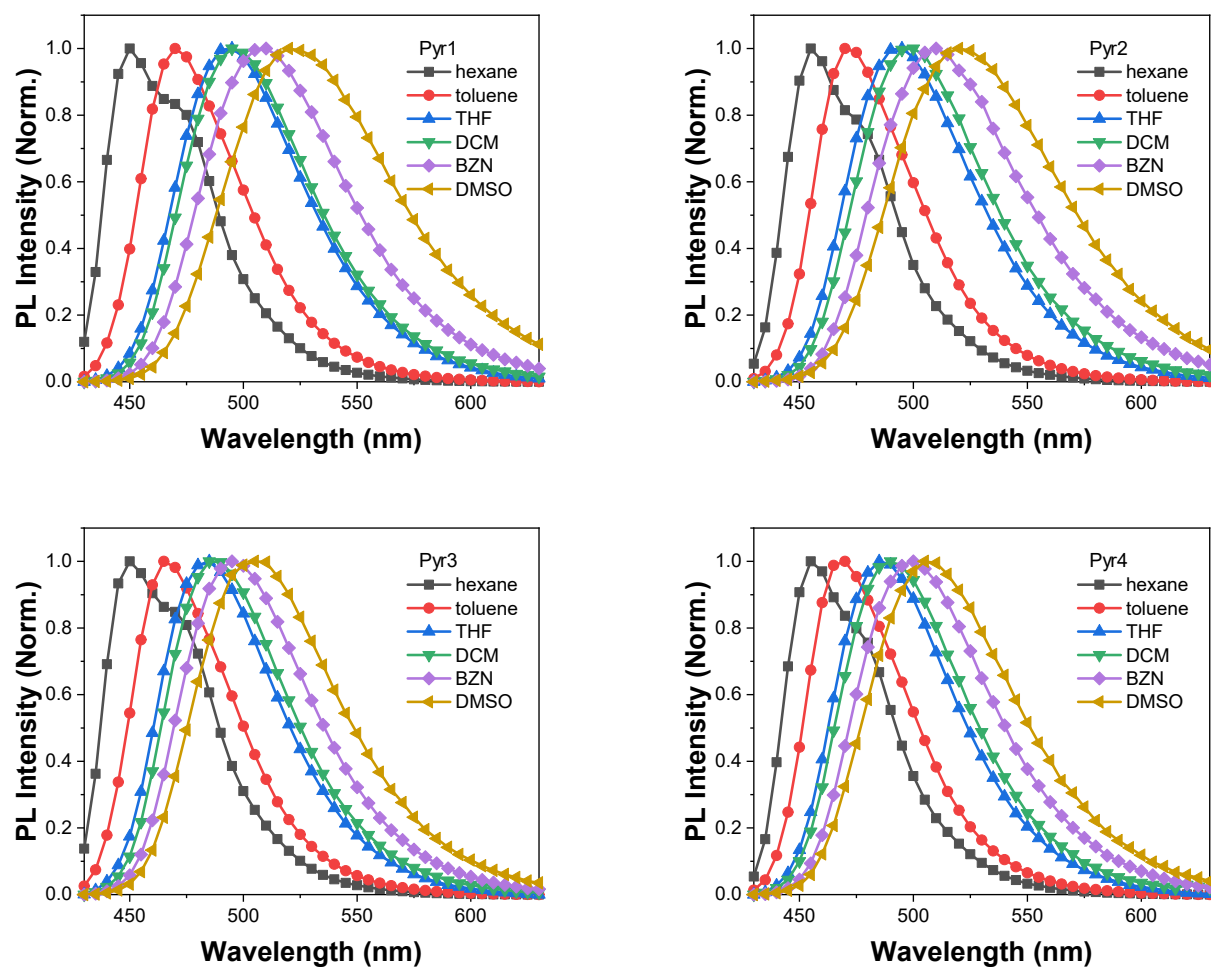 Pyr1
hexane
toluene
THF
DCM
BZN
DMSO
1.0
0.8
0.6
0.4
0.2
0.0
450
500
550
600
PL Intensity (Norm.)
Wavelength (nm)
Pyr2
hexane
toluene
THF
DCM
BZN
DMSO
1.0
0.8
0.6
0.4
0.2
0.0
450
500
550
600
PL Intensity (Norm.)
Wavelength (nm)
Pyr3
hexane
toluene
THF
DCM
BZN
DMSO
1.0
0.8
0.6
0.4
0.2
0.0
450
500
550
600
PL Intensity (Norm.)
Wavelength (nm)
Pyr4
hexane
toluene
THF
DCM
BZN
DMSO
1.0
0.8
0.6
0.4
0.2
0.0
450
500
550
600
PL Intensity (Norm.)
Wavelength (nm)